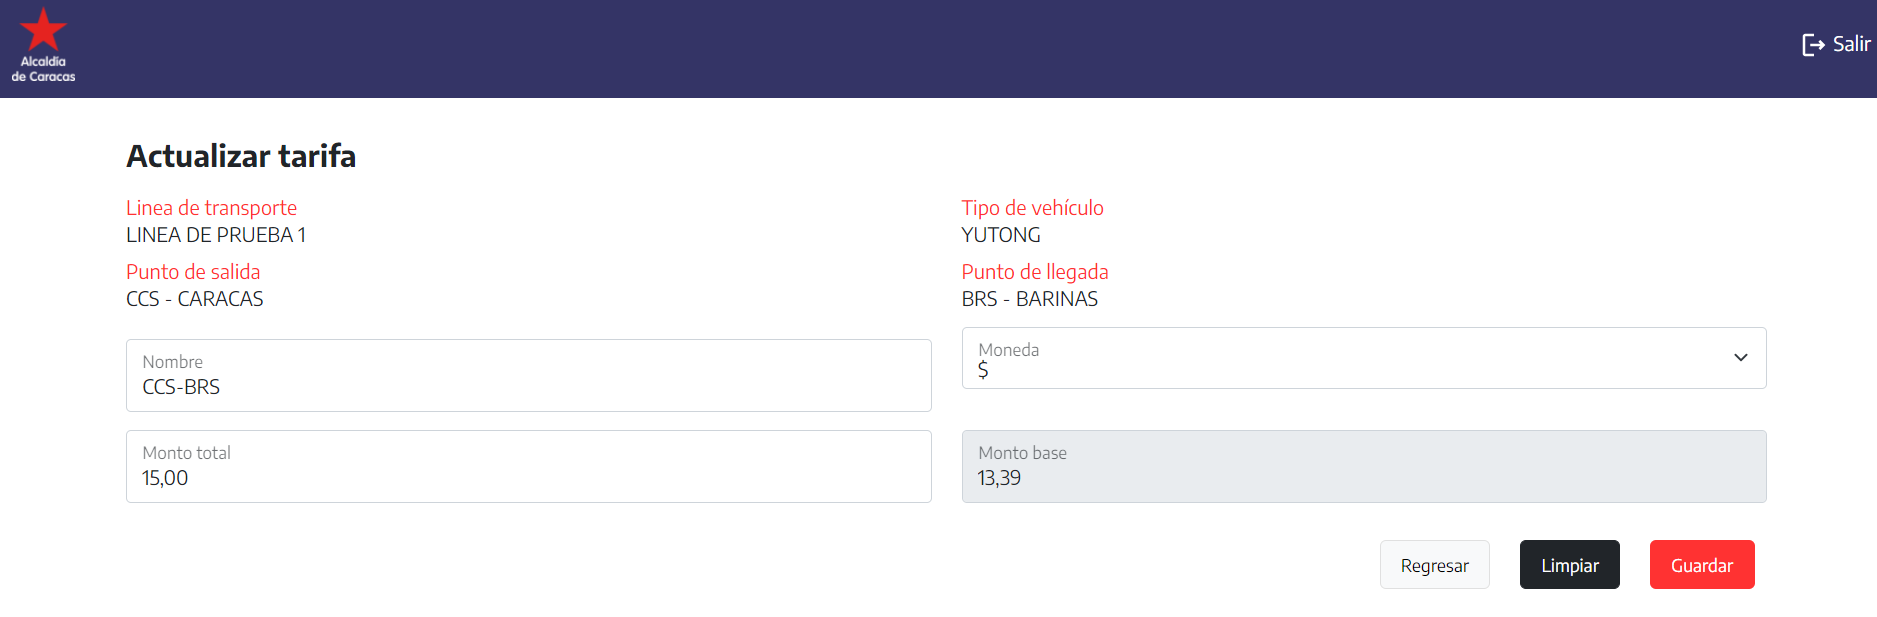 Alcaldía
de Caracas
Salir
Actualizar tarifa
Linea de transporte
LINEA DE PRUEBA 1
Tipo de vehículo
YUTONG
Punto de salida
CCS - CARACAS
Punto de llegada
BRS - BARINAS
Nombre
CCS-BRS
Moneda
$
Monto total
15,00
Monto base
13,39
Regresar
Limpiar
Guardar